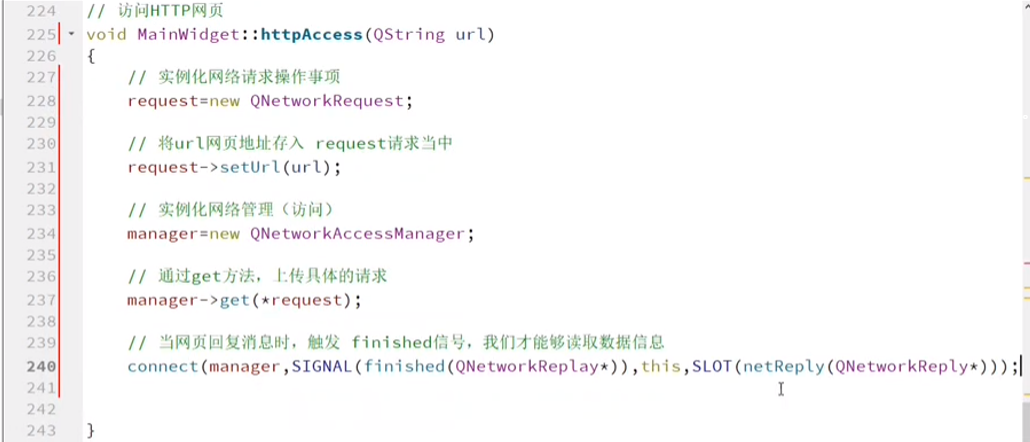 224 // 访问HTTP网页
225 void MainWidget::httpAccess(QString url)
226 {
227 // 实例化网络请求操作事项
228 request=new QNetworkRequest;
229
230 // 将url网页地址存入 request请求当中
231 request->setUrl(url);
232
233 // 实例化网络管理（访问）
234 manager=new QNetworkAccessManager;
235
236 // 通过get方法，上传具体的请求
237 manager->get(*request);
238
239 // 当网页回复消息时，触发 finished信号，我们才能够读取数据信息
240 connect(manager,SIGNAL(finished(QNetworkReplay*)),this,SLOT(netReply(QNetworkReply*)));
241
242
243 }